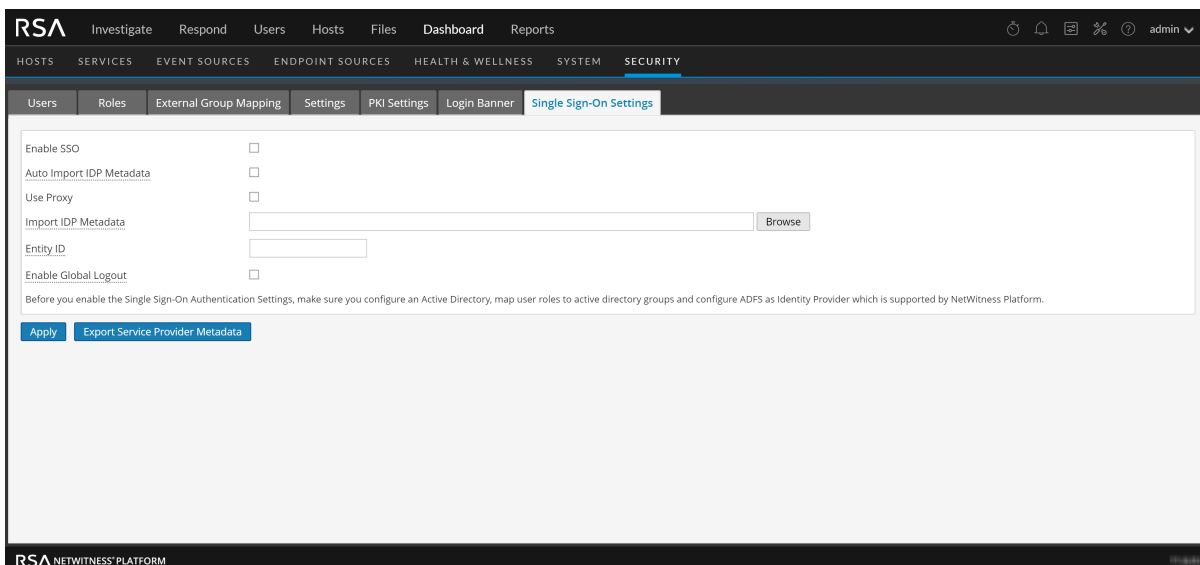 RSA Investigate Respond Users Hosts Files Dashboard Reports admin
HOSTS SERVICES EVENT SOURCES ENDPOINT SOURCES HEALTH & WELLNESS SYSTEM SECURITY
Users Roles External Group Mapping Settings PKI Settings Login Banner Single Sign-On Settings
Enable SSO
Auto Import IDP Metadata
Use Proxy
Import IDP Metadata Browse
Entity ID
Enable Global Logout
Before you enable the Single Sign-On Authentication Settings, make sure you configure an Active Directory, map user roles to active directory groups and configure ADFS as Identity Provider which is supported by NetWitness Platform.
Apply Export Service Provider Metadata
RSA NETWITNESS® PLATFORM